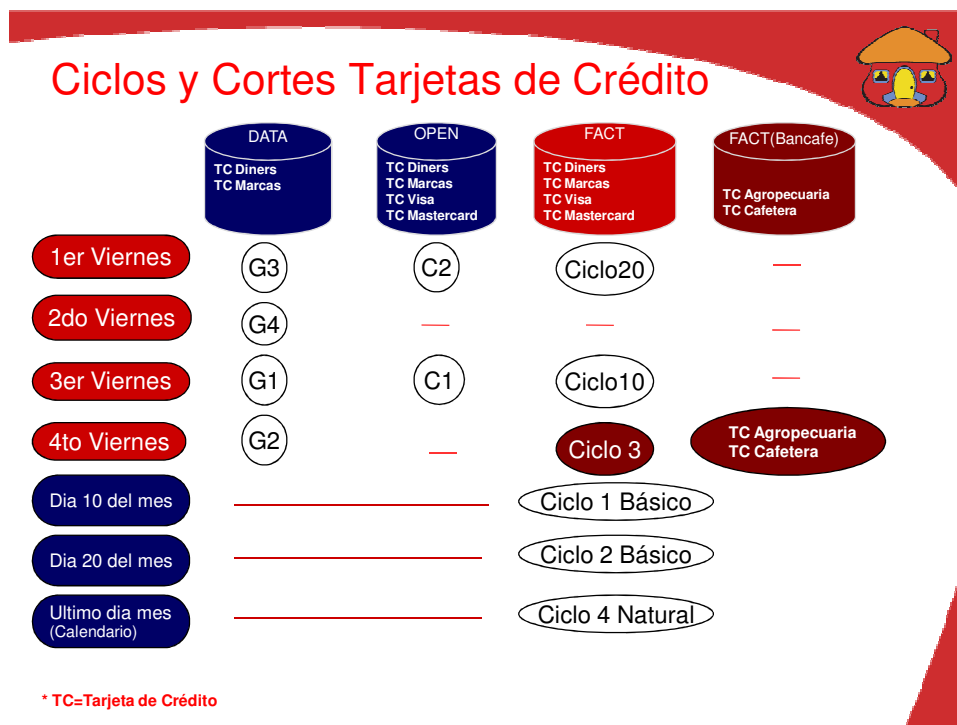 Ciclos y Cortes Tarjetas de Crédito
DATA
TC Diners
TC Marcas
OPEN
TC Diners
TC Marcas
TC Visa
TC Mastercard
FACT
TC Diners
TC Marcas
TC Visa
TC Mastercard
FACT(Bancafe)
TC Agropecuaria
TC Cafetera
1er Viernes
G3
C2
Ciclo20
2do Viernes
G4
3er Viernes
G1
C1
Ciclo10
4to Viernes
G2
Ciclo 3
TC Agropecuaria
TC Cafetera
Dia 10 del mes
Ciclo 1 Básico
Dia 20 del mes
Ciclo 2 Básico
Ultimo dia mes
(Calendario)
Ciclo 4 Natural
* TC=Tarjeta de Crédito